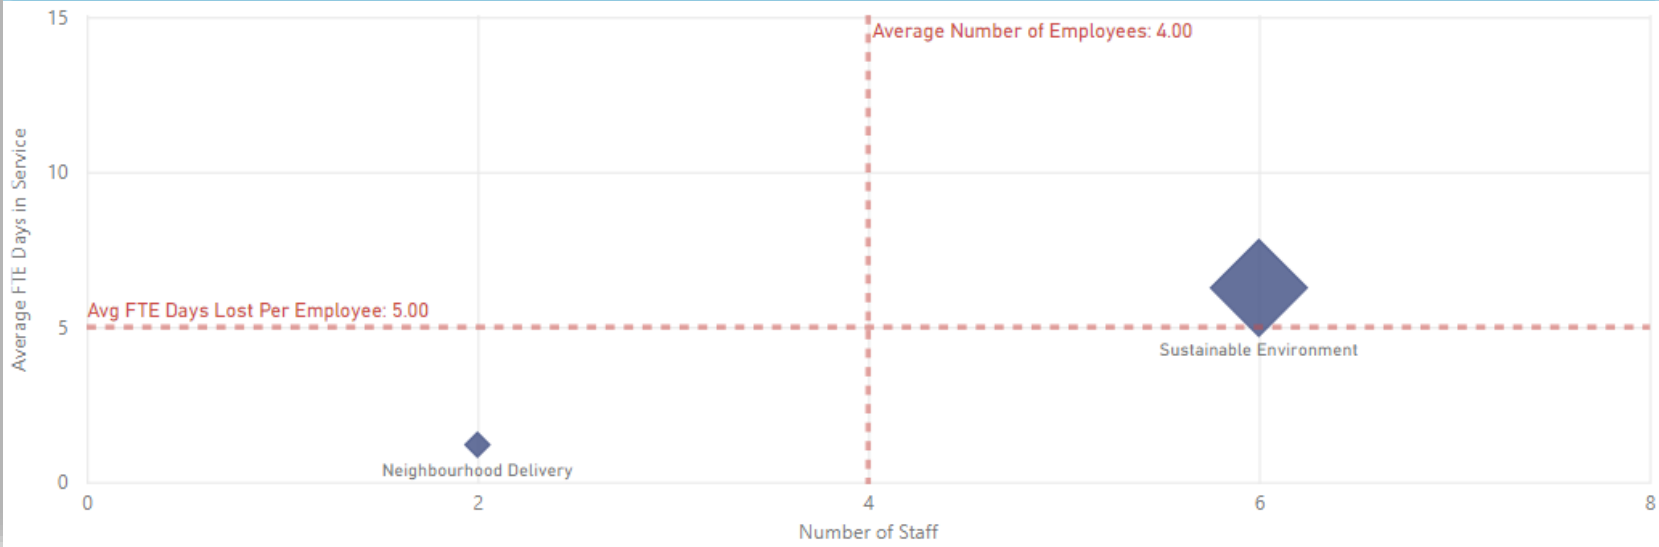 15
Average Number of Employees: 4.00
10
Average FTE Days in Service
Avg FTE Days Lost Per Employee: 5.00
5
Sustainable Environment
Neighbourhood Delivery
0
0 2 4 6 8
Number of Staff